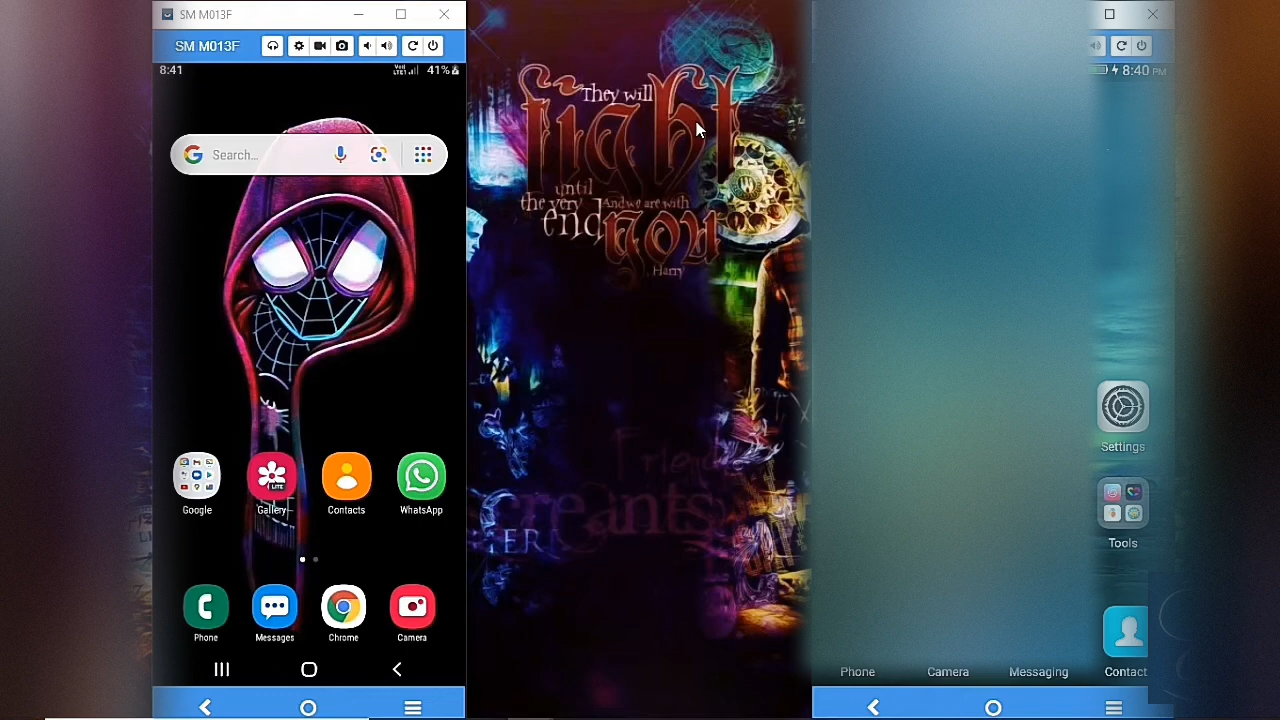 SM M013F
SM M013F
8:41
41%
Search...
Google
Gallery
Contacts
WhatsApp
Phone
Messages
Chrome
Camera
They will
fight
until
the very
end
And we are with
you
Harry
creants
ER
8:40 PM
Settings
Tools
Phone
Camera
Messaging
Contact